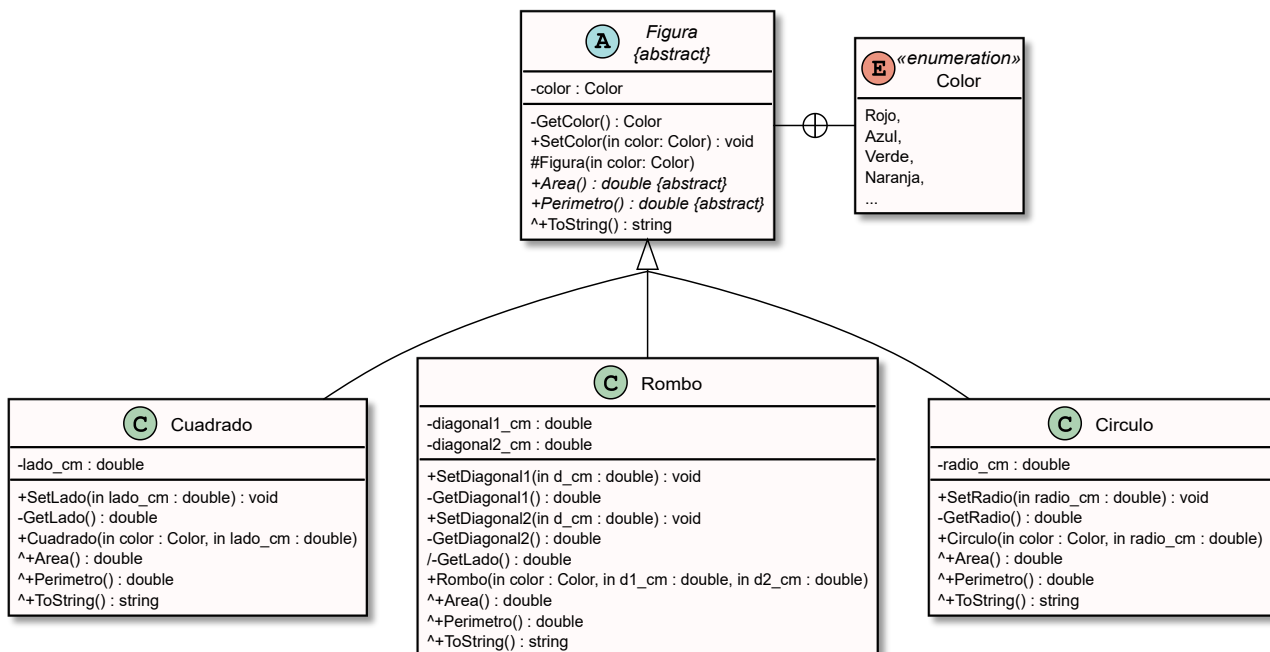 A
Figura
{abstract}
-color : Color
-GetColor() : Color
+SetColor(in color: Color) : void
#Figura(in color: Color)
+Area() : double {abstract}
+Perimetro() : double {abstract}
^+ToString() : string
E
«enumeration»
Color
Rojo,
Azul,
Verde,
Naranja,
...
C
Cuadrado
-lado_cm : double
+SetLado(in lado_cm : double) : void
-GetLado() : double
+Cuadrado(in color : Color, in lado_cm : double)
^+Area() : double
^+Perimetro() : double
^+ToString() : string
C
Rombo
-diagonal1_cm : double
-diagonal2_cm : double
+SetDiagonal1(in d_cm : double) : void
-GetDiagonal1() : double
+SetDiagonal2(in d_cm : double) : void
-GetDiagonal2() : double
/-GetLado() : double
+Rombo(in color : Color, in d1_cm : double, in d2_cm : double)
^+Area() : double
^+Perimetro() : double
^+ToString() : string
C
Circulo
-radio_cm : double
+SetRadio(in radio_cm : double) : void
-GetRadio() : double
+Circulo(in color : Color, in radio_cm : double)
^+Area() : double
^+Perimetro() : double
^+ToString() : string